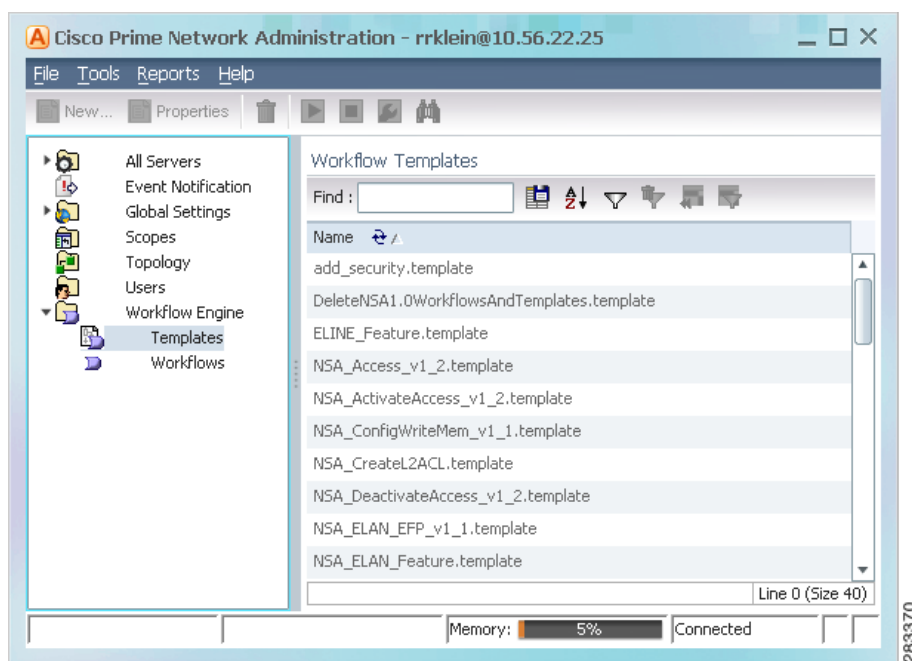 Cisco Prime Network Administration - rrklein@10.56.22.25
File Tools Reports Help
New... Properties
All Servers
Event Notification
Global Settings
Scopes
Topology
Users
Workflow Engine
Templates
Workflows
Workflow Templates
Find :
Name
add_security.template
DeleteNSA1.0WorkflowsAndTemplates.template
ELINE_Feature.template
NSA_Access_v1_2.template
NSA_ActivateAccess_v1_2.template
NSA_ConfigWriteMem_v1_1.template
NSA_CreateL2ACL.template
NSA_DeactivateAccess_v1_2.template
NSA_ELAN_EFP_v1_1.template
NSA_ELAN_Feature.template
Line 0 (Size 40)
Memory: 5% Connected
283370